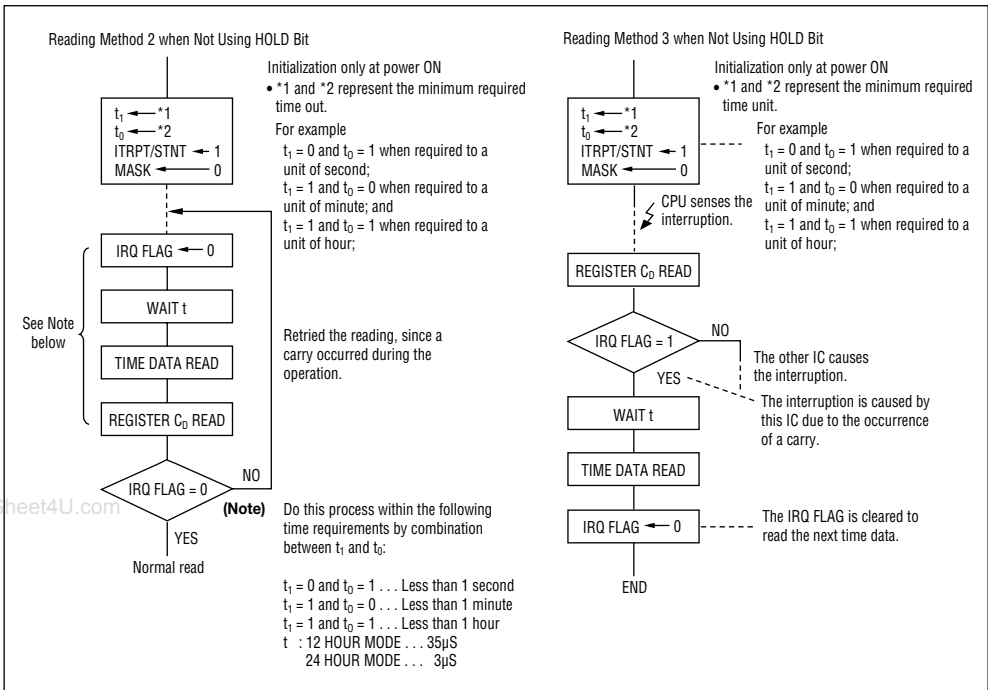 Reading Method 2 when Not Using HOLD Bit
Initialization only at power ON
• *1 and *2 represent the minimum required
time out.
t1 ← *1
t0 ← *2
ITRPT/STNT ← 1
MASK ← 0
For example
t1 = 0 and t0 = 1 when required to a
unit of second;
t1 = 1 and t0 = 0 when required to a
unit of minute; and
t1 = 1 and t0 = 1 when required to a
unit of hour;
IRQ FLAG ← 0
WAIT t
See Note
below
TIME DATA READ
Retried the reading, since a
carry occurred during the
operation.
REGISTER CD READ
IRQ FLAG = 0
NO
YES
Normal read
(Note)
Do this process within the following
time requirements by combination
between t1 and t0:
t1 = 0 and t0 = 1 . . . Less than 1 second
t1 = 1 and t0 = 0 . . . Less than 1 minute
t1 = 1 and t0 = 1 . . . Less than 1 hour
t : 12 HOUR MODE . . . 35µS
24 HOUR MODE . . . 3µS
Reading Method 3 when Not Using HOLD Bit
Initialization only at power ON
• *1 and *2 represent the minimum required
time unit.
t1 ← *1
t0 ← *2
ITRPT/STNT ← 1
MASK ← 0
For example
t1 = 0 and t0 = 1 when required to a
unit of second;
t1 = 1 and t0 = 0 when required to a
unit of minute; and
t1 = 1 and t0 = 1 when required to a
unit of hour;
CPU senses the
interruption.
REGISTER CD READ
IRQ FLAG = 1
NO
The other IC causes
the interruption.
YES
The interruption is caused by
this IC due to the occurrence
of a carry.
WAIT t
TIME DATA READ
IRQ FLAG ← 0
The IRQ FLAG is cleared to
read the next time data.
END
heet4U.com